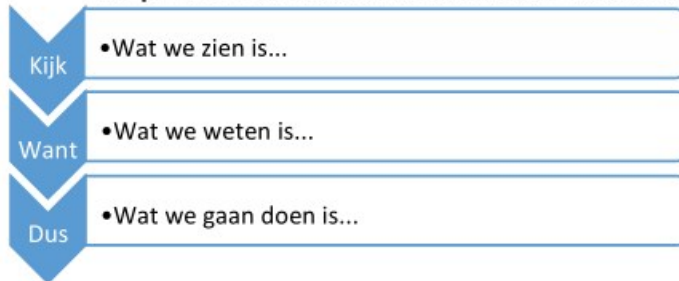 Kijk
•Wat we zien is...
Want
•Wat we weten is...
Dus
•Wat we gaan doen is...